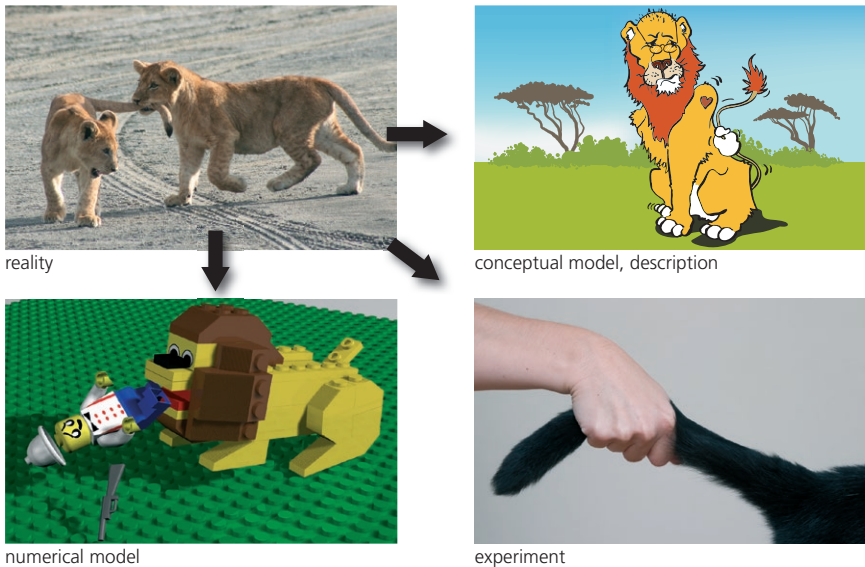 reality
conceptual model, description
numerical model
experiment